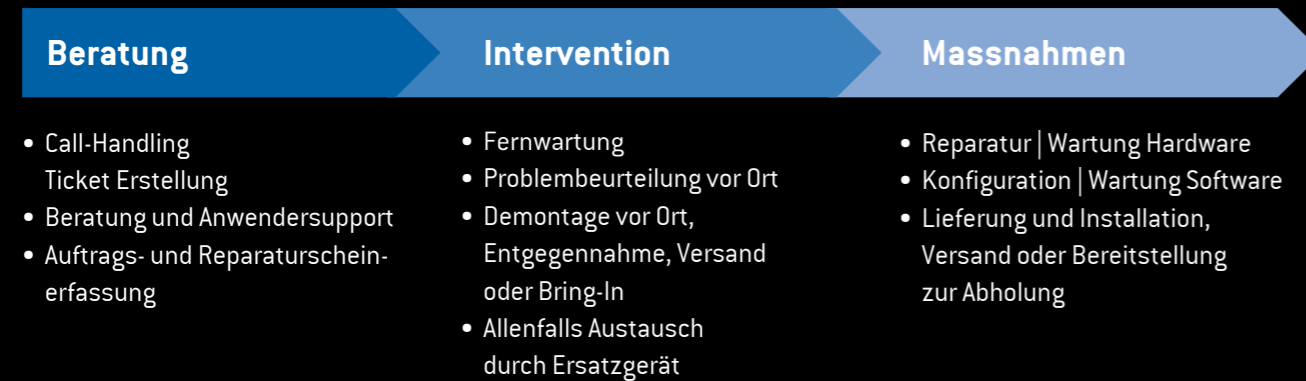 Beratung
• Call-Handling
Ticket Erstellung
• Beratung und Anwendersupport
• Auftrags- und Reparaturschein-
erfassung
Intervention
• Fernwartung
• Problembeurteilung vor Ort
• Demontage vor Ort,
Entgegennahme, Versand
oder Bring-In
• Allenfalls Austausch
durch Ersatzgerät
Massnahmen
• Reparatur | Wartung Hardware
• Konfiguration | Wartung Software
• Lieferung und Installation,
Versand oder Bereitstellung
zur Abholung